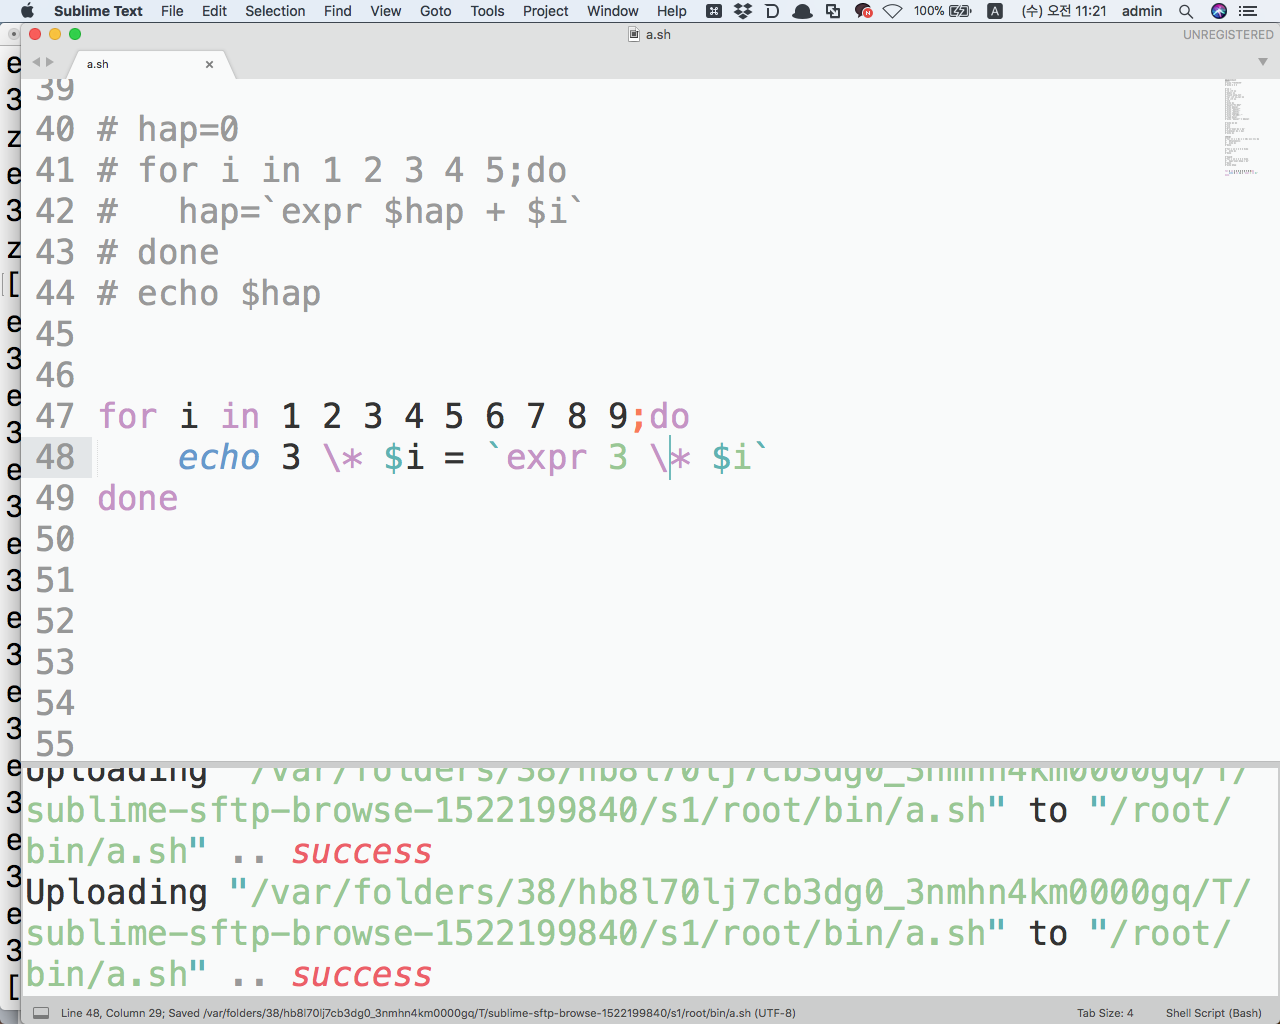 Sublime Text File Edit Selection Find View Goto Tools Project Window Help 100% A (수) 오전 11:21 admin
a.sh UNREGISTERED
a.sh ×
39
40 # hap=0
41 # for i in 1 2 3 4 5;do
42 #   hap=`expr $hap + $i`
43 # done
44 # echo $hap
45
46
47 for i in 1 2 3 4 5 6 7 8 9;do
48     echo 3 \* $i = `expr 3 \* $i`
49 done
50
51
52
53
54
55
Uploading "/var/folders/38/hb8l70lj7cb3dg0_3nmhn4km0000gq/T/
sublime-sftp-browse-1522199840/s1/root/bin/a.sh" to "/root/
bin/a.sh" .. success
Uploading "/var/folders/38/hb8l70lj7cb3dg0_3nmhn4km0000gq/T/
sublime-sftp-browse-1522199840/s1/root/bin/a.sh" to "/root/
bin/a.sh" .. success
Line 48, Column 29; Saved /var/folders/38/hb8l70lj7cb3dg0_3nmhn4km0000gq/T/sublime-sftp-browse-1522199840/s1/root/bin/a.sh (UTF-8) Tab Size: 4 Shell Script (Bash)